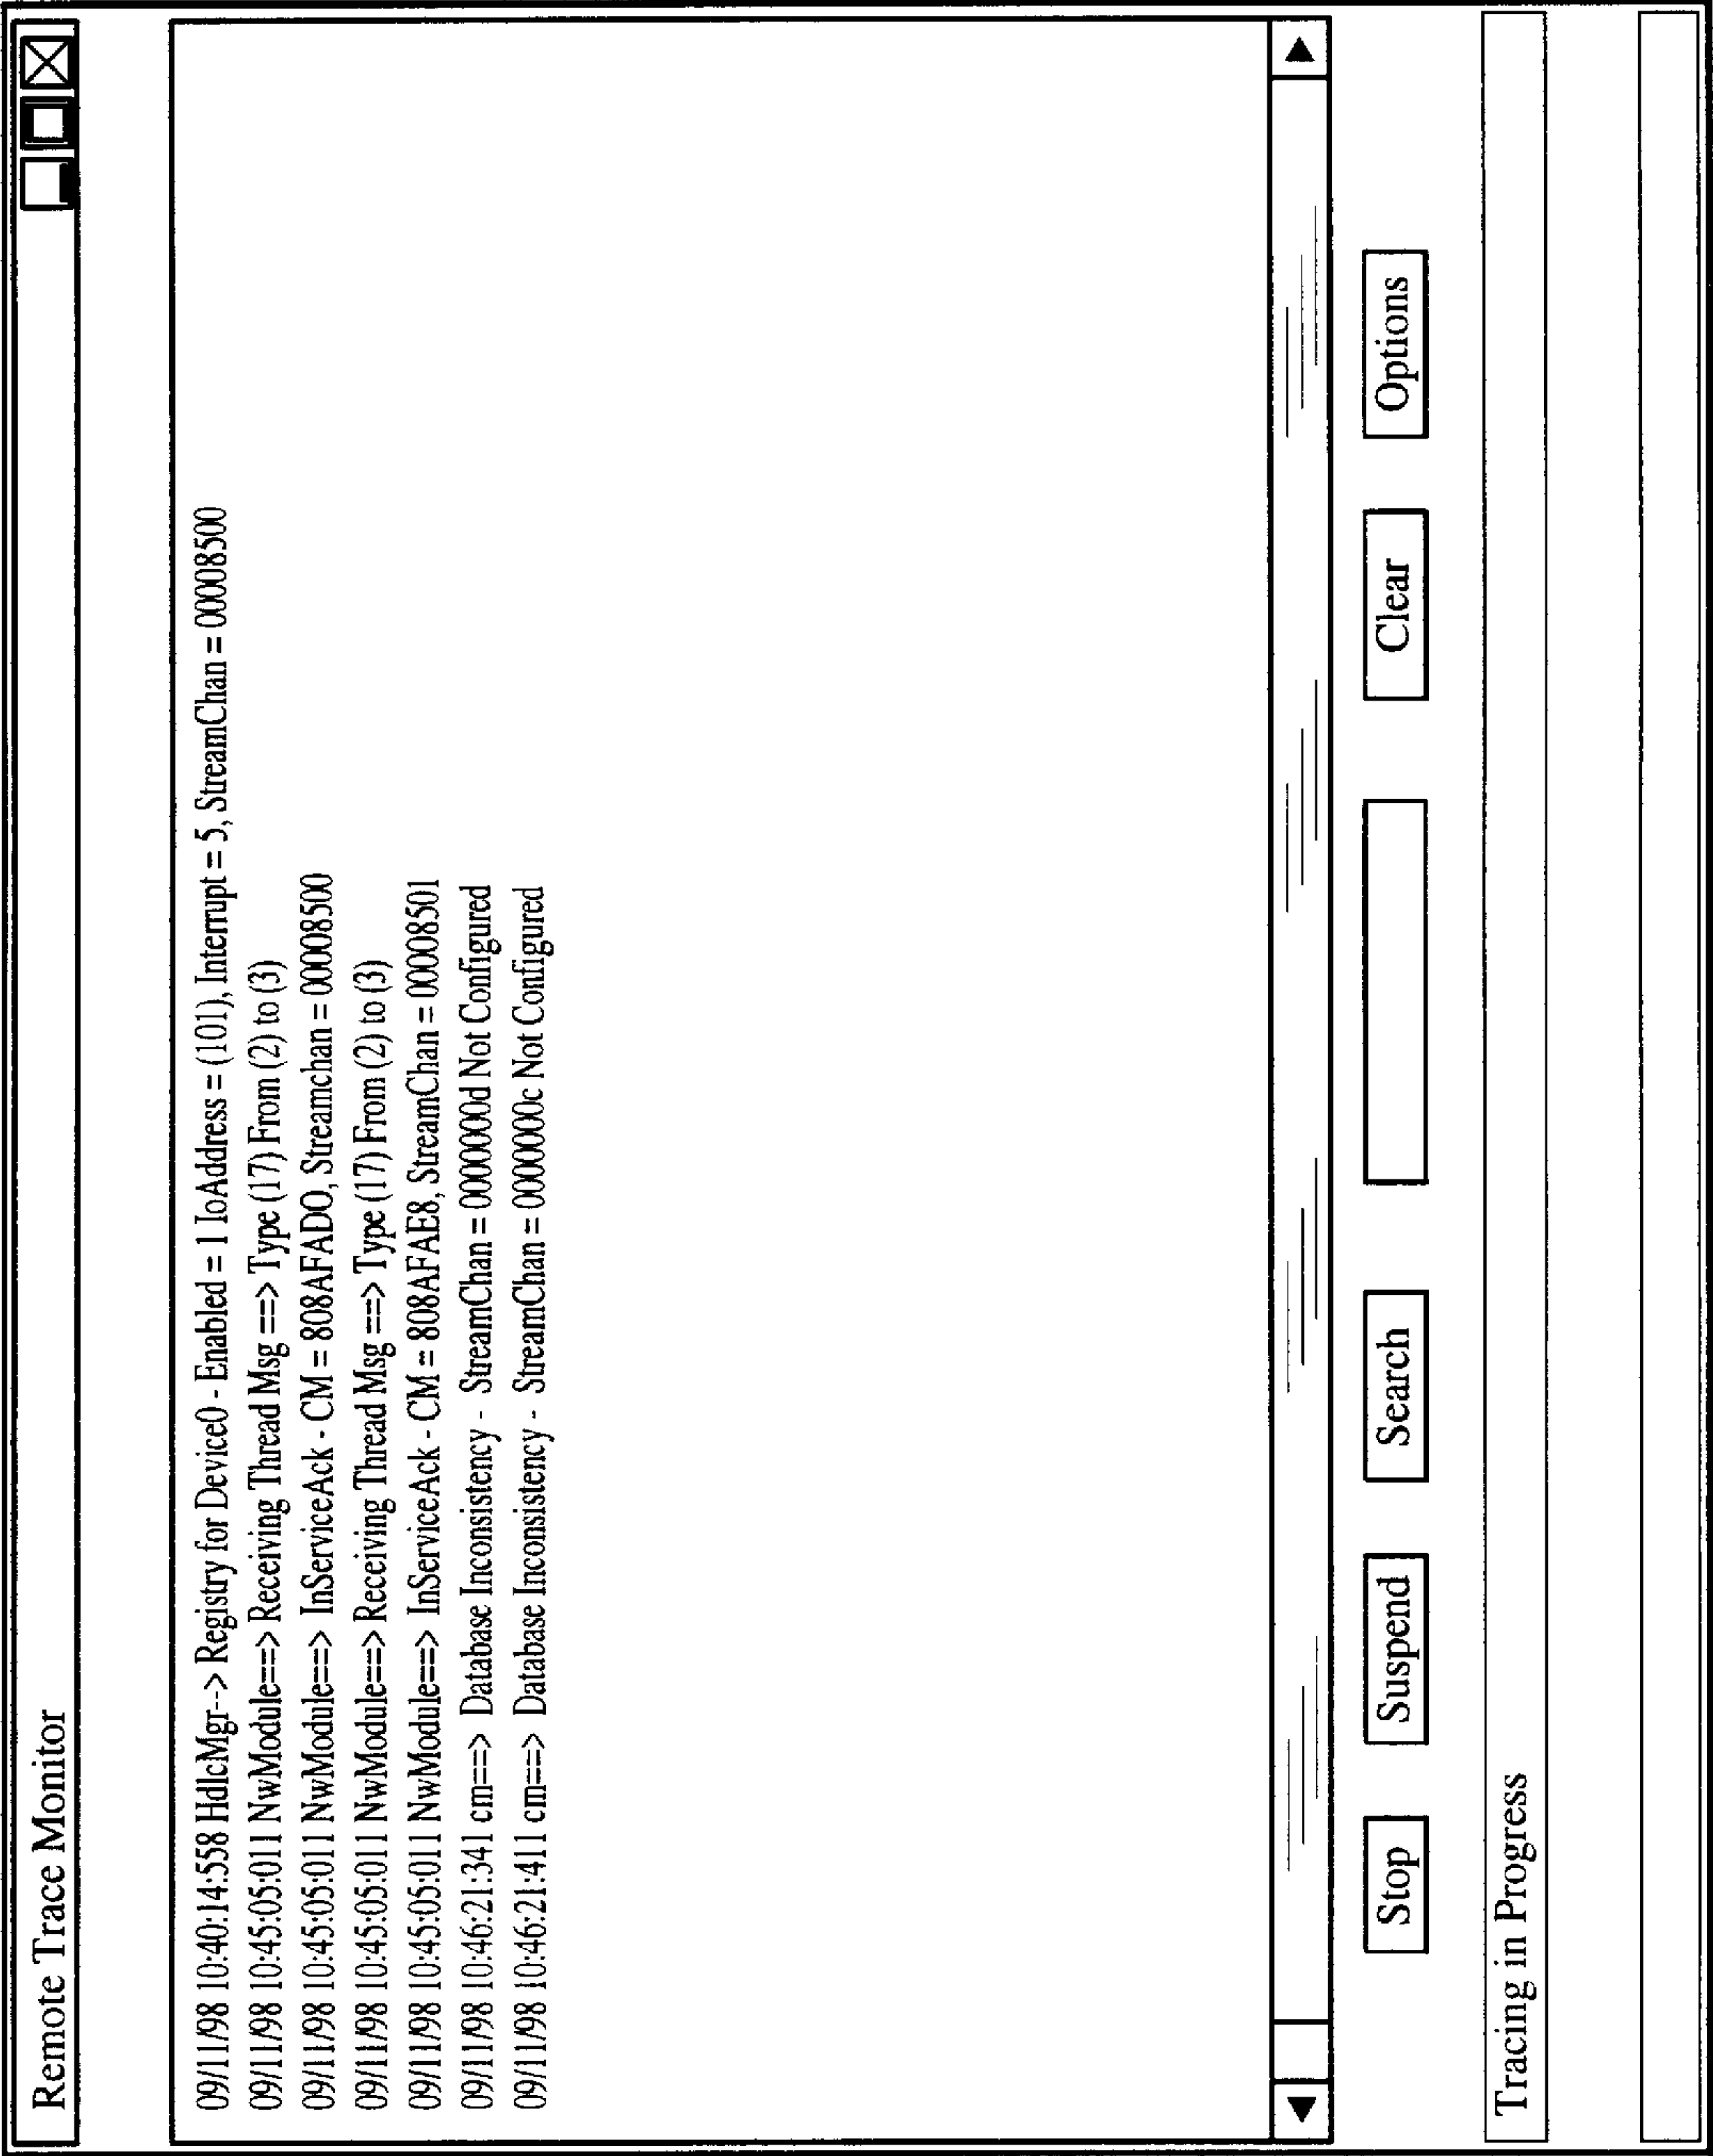 Remote Trace Monitor
09/11/98 10:40:14:558 HdlcMgr--> Registry for Device0 - Enabled = 1 IoAddress = (101), Interrupt = 5, StreamChan = 00008500
09/11/98 10:45:05:011 NwModule==> Receiving Thread Msg ==> Type (17) From (2) to (3)
09/11/98 10:45:05:011 NwModule==> InServiceAck - CM = 808AFAD0, Streamchan = 00008500
09/11/98 10:45:05:011 NwModule==> Receiving Thread Msg ==> Type (17) From (2) to (3)
09/11/98 10:45:05:011 NwModule==> InServiceAck - CM = 808AFAE8, StreamChan = 00008501
09/11/98 10:46:21:341 cm==> Database Inconsistency - StreamChan = 0000000d Not Configured
09/11/98 10:46:21:411 cm==> Database Inconsistency - StreamChan = 000000c Not Configured
Stop Suspend Search Clear Options
Tracing in Progress